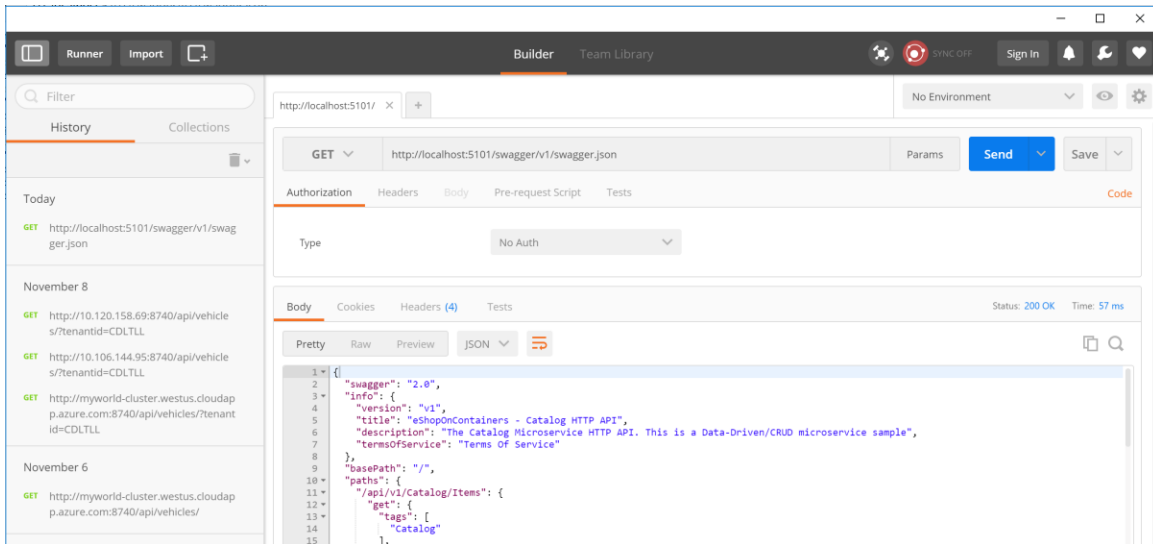 Runner
Import
Builder
Team Library
SYNC OFF
Sign In
Filter
History
Collections
Today
GET http://localhost:5101/swagger/v1/swag
ger.json
November 8
GET http://10.120.158.69:8740/api/vehicle
s/?tenantid=CDLTLL
GET http://10.106.144.95:8740/api/vehicle
s/?tenantid=CDLTLL
GET http://myworld-cluster.westus.cloudap
p.azure.com:8740/api/vehicles/?tenant
id=CDLTLL
November 6
GET http://myworld-cluster.westus.cloudap
p.azure.com:8740/api/vehicles/
http://localhost:5101/
No Environment
GET http://localhost:5101/swagger/v1/swagger.json Params Send Save
Authorization Headers Body Pre-request Script Tests Code
Type No Auth
Body Cookies Headers (4) Tests Status: 200 OK Time: 57 ms
Pretty Raw Preview JSON
1 {
2 "swagger": "2.0",
3 "info": {
4 "version": "v1",
5 "title": "eShopOnContainers - Catalog HTTP API",
6 "description": "The Catalog Microservice HTTP API. This is a Data-Driven/CRUD microservice sample",
7 "termsOfService": "Terms Of Service"
8 },
9 "basePath": "/",
10 "paths": {
11 "/api/v1/Catalog/Items": {
12 "get": {
13 "tags": [
14 "Catalog"
15 ],